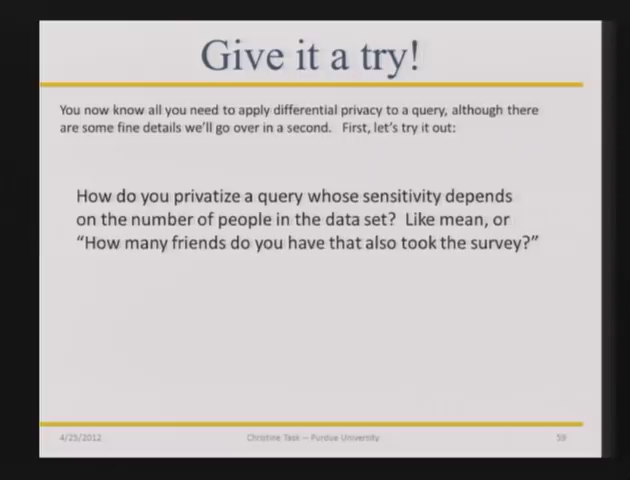 Give it a try!
You now know all you need to apply differential privacy to a query, although there
are some fine details we'll go over in a second. First, let's try it out:
How do you privatize a query whose sensitivity depends
on the number of people in the data set? Like mean, or
"How many friends do you have that also took the survey?"
4/25/2012
Christine Task -- Purdue University
59